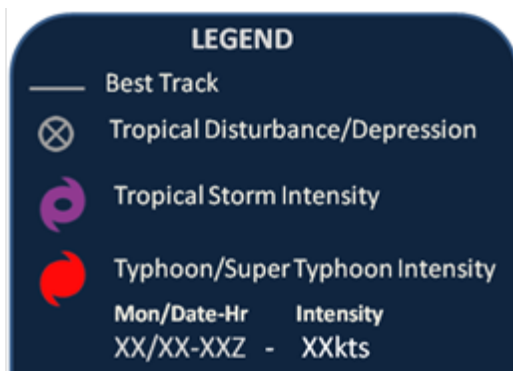 LEGEND
Best Track
Tropical Disturbance/Depression
Tropical Storm Intensity
Typhoon/Super Typhoon Intensity
Mon/Date-Hr Intensity
XX/XX-XXZ - XXkts